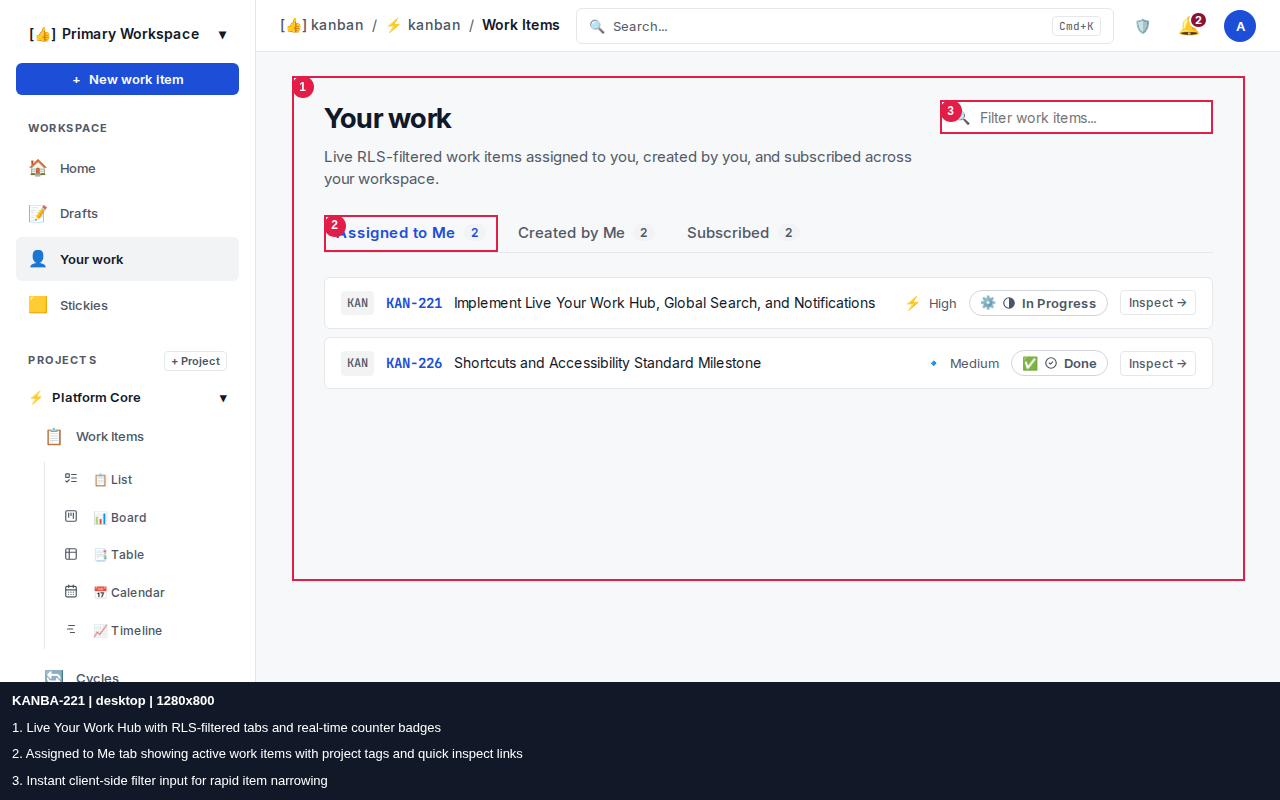 [👍] Primary Workspace ▾
+ New work item
WORKSPACE
🏠 Home
📝 Drafts
👤 Your work
🟨 Stickies
PROJECTS
+ Project
⚡ Platform Core ▾
📋 Work Items
📋 List
📊 Board
📑 Table
📅 Calendar
📈 Timeline
🔄 Cycles
[👍] kanban / ⚡ kanban / Work Items
🔍 Search... Cmd+K
🛡️ 🔔 2
A
1
Your work
3 🔍 Filter work items...
Live RLS-filtered work items assigned to you, created by you, and subscribed across
your workspace.
2 Assigned to Me 2
Created by Me 2
Subscribed 2
KAN KAN-221 Implement Live Your Work Hub, Global Search, and Notifications ⚡ High ⚙️ In Progress Inspect →
KAN KAN-226 Shortcuts and Accessibility Standard Milestone 🔹 Medium ✅ Done Inspect →
KANBA-221 | desktop | 1280x800
1. Live Your Work Hub with RLS-filtered tabs and real-time counter badges
2. Assigned to Me tab showing active work items with project tags and quick inspect links
3. Instant client-side filter input for rapid item narrowing